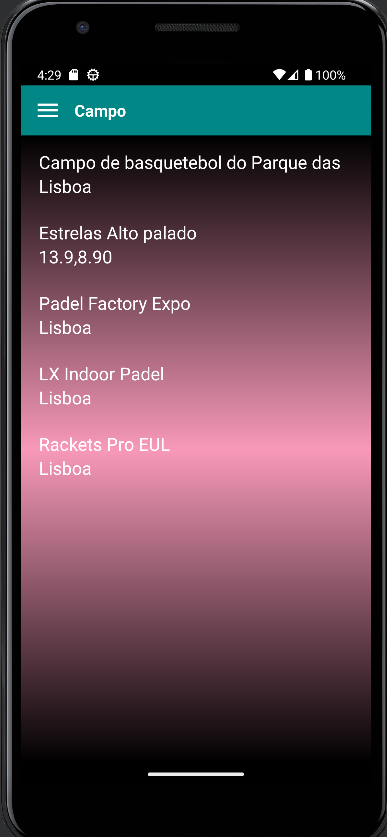 4:29 100%
Campo
Campo de basquetebol do Parque das
Lisboa
Estrelas Alto palado
13.9,8.90
Padel Factory Expo
Lisboa
LX Indoor Padel
Lisboa
Rackets Pro EUL
Lisboa